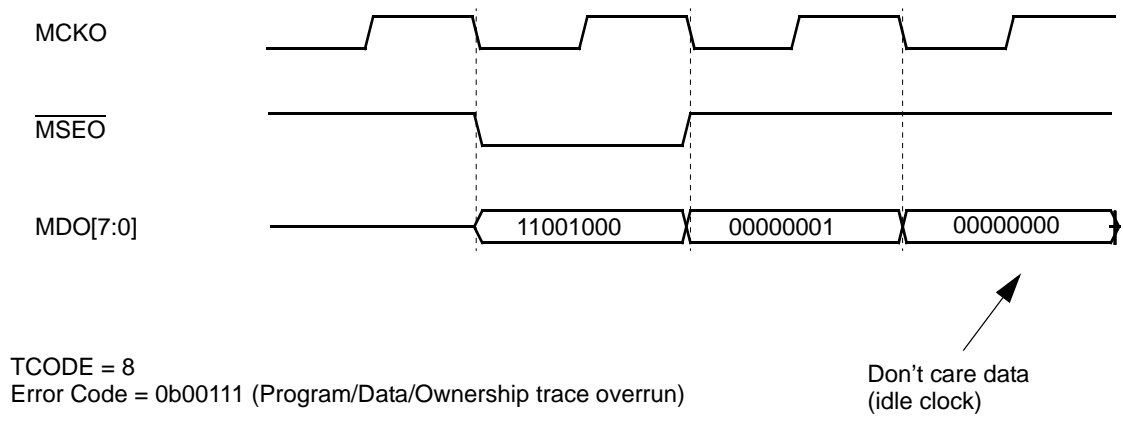 MCKO
MSEO
MDO[7:0]
11001000
00000001
00000000
TCODE = 8
Error Code = 0b00111 (Program/Data/Ownership trace overrun)
Don't care data
(idle clock)